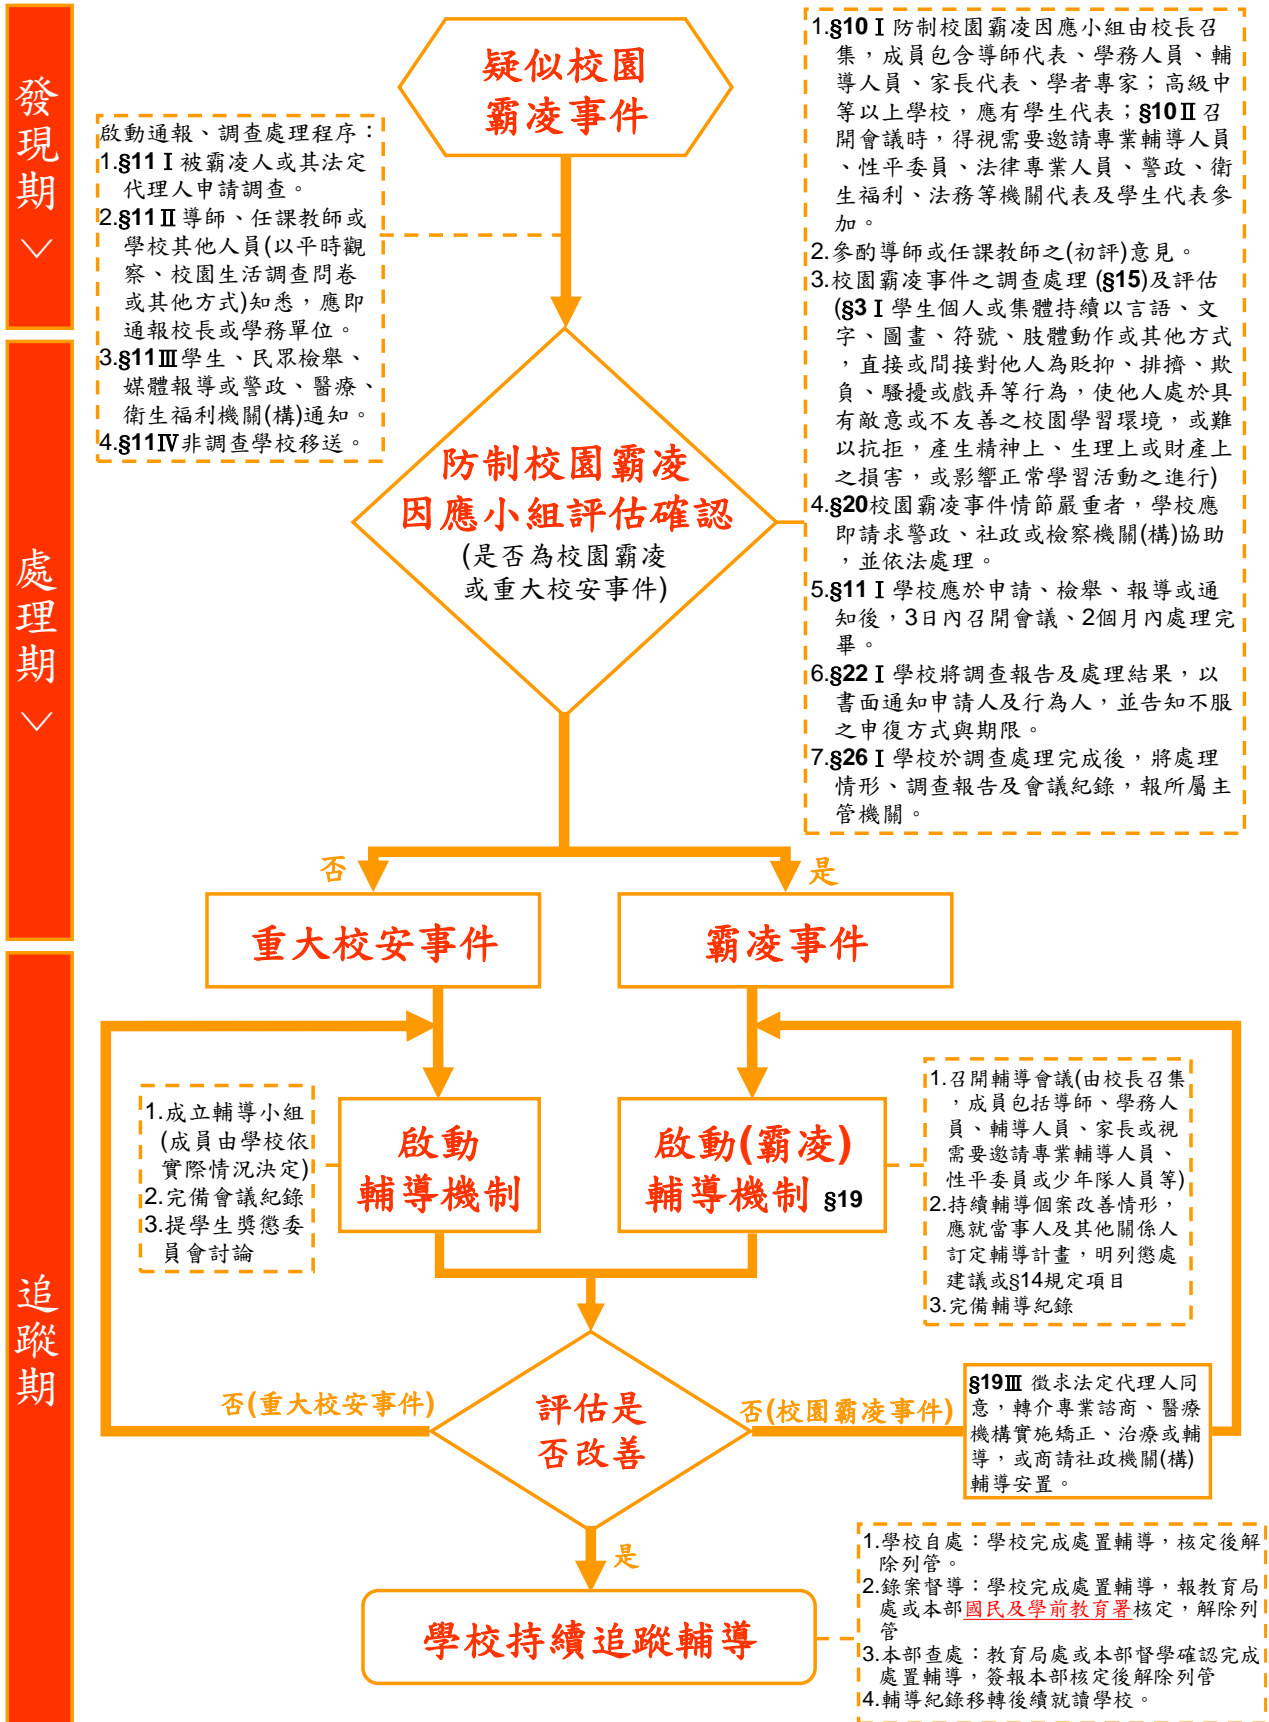 發現期
疑似校園
霸凌事件
啟動通報、調查處理程序：
1.§11Ⅰ被霸凌人或其法定
代理人申請調查。
2.§11Ⅱ導師、任課教師或
學校其他人員(以平時觀
察、校園生活調查問卷
或其他方式)知悉，應即
通報校長或學務單位。
3.§11Ⅲ學生、民眾檢舉、
媒體報導或警政、醫療、
衛生福利機關(構)通知。
4.§11Ⅳ非調查學校移送。
1.§10Ⅰ防制校園霸凌因應小組由校長召
集，成員包含導師代表、學務人員、輔
導人員、家長代表、學者專家；高級中
等以上學校，應有學生代表；§10Ⅱ召
開會議時，得視需要邀請專業輔導人員
、性平委員、法律專業人員、警政、衛
生福利、法務等機關代表及學生代表參
加。
2.參酌導師或任課教師之(初評)意見。
3.校園霸凌事件之調查處理 (§15)及評估
(§3Ⅰ學生個人或集體持續以言語、文
字、圖畫、符號、肢體動作或其他方式
，直接或間接對他人為貶抑、排擠、欺
負、騷擾或戲弄等行為，使他人處於具
有敵意或不友善之校園學習環境，或難
以抗拒，產生精神上、生理上或財產上
之損害，或影響正常學習活動之進行)
4.§20校園霸凌事件情節嚴重者，學校應
即請求警政、社政或檢察機關(構)協助
，並依法處理。
5.§11Ⅰ學校應於申請、檢舉、報導或通
知後，3日內召開會議、2個月內處理完
畢。
6.§22Ⅰ學校將調查報告及處理結果，以
書面通知申請人及行為人，並告知不服
之申復方式與期限。
7.§26Ⅰ學校於調查處理完成後，將處理
情形、調查報告及會議紀錄，報所屬主
管機關。
處理期
防制校園霸凌
因應小組評估確認
(是否為校園霸凌
或重大校安事件)
否
是
重大校安事件
霸凌事件
追蹤期
1.成立輔導小組
(成員由學校依
實際情況決定)
2.完備會議紀錄
3.提學生獎懲委
員會討論
啟動
輔導機制
啟動(霸凌)
輔導機制 §19
1.召開輔導會議(由校長召集
，成員包括導師、學務人
員、輔導人員、家長或視
需要邀請專業輔導人員、
性平委員或少年隊人員等)
2.持續輔導個案改善情形，
應就當事人及其他關係人
訂定輔導計畫，明列懲處
建議或§14規定項目
3.完備輔導紀錄
否(重大校安事件)
評估是
否改善
否(校園霸凌事件)
§19Ⅲ 徵求法定代理人同
意，轉介專業諮商、醫療
機構實施矯正、治療或輔
導，或商請社政機關(構)
輔導安置。
是
學校持續追蹤輔導
1.學校自處：學校完成處置輔導，核定後解
除列管。
2.錄案督導：學校完成處置輔導，報教育局
處或本部國民及學前教育署核定，解除列
管
3.本部查處：教育局處或本部督學確認完成
處置輔導，簽報本部核定後解除列管
4.輔導紀錄移轉後續就讀學校。